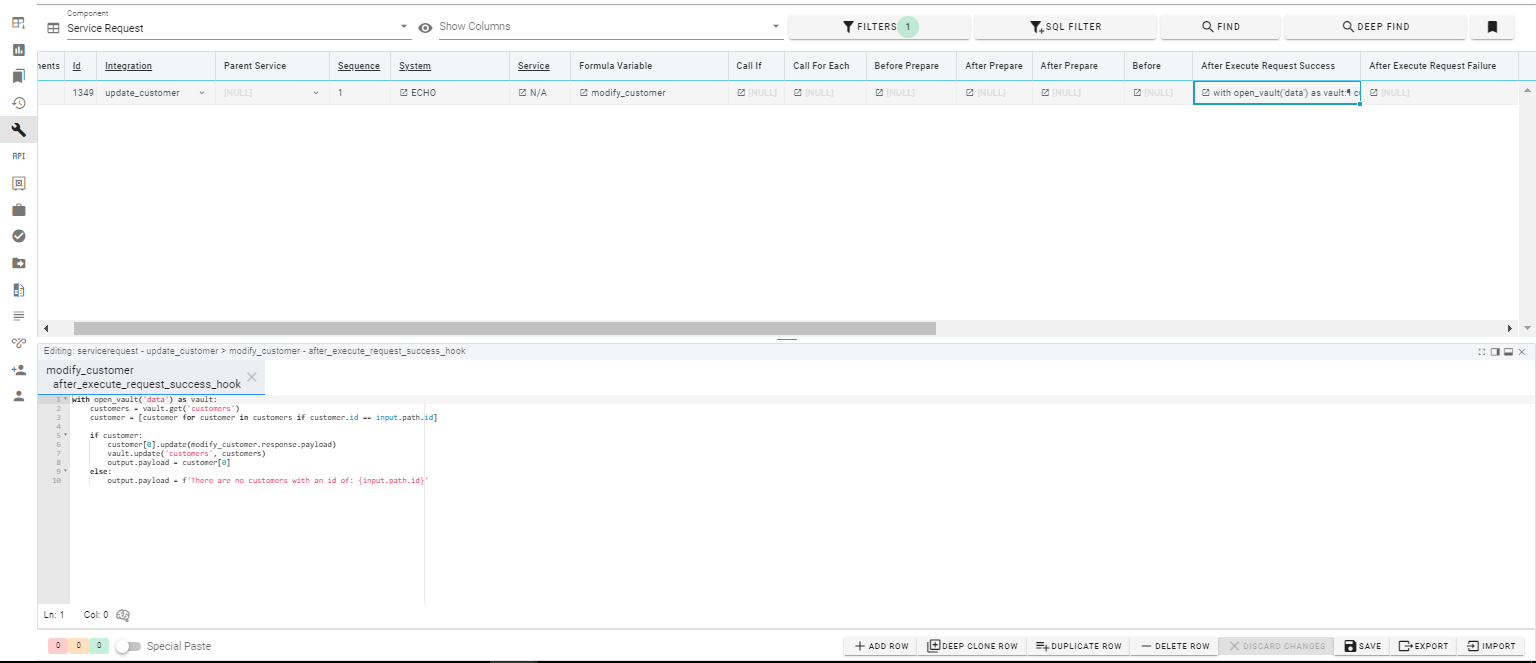 Component
Service Request
Show Columns
FILTERS 1
SQL FILTER
FIND
DEEP FIND
nents Id Integration Parent Service Sequence System Service Formula Variable Call If Call For Each Before Prepare After Prepare After Prepare Before After Execute Request Success After Execute Request Failure
1349 update_customer [NULL] 1 ECHO N/A modify_customer [NULL] [NULL] [NULL] [NULL] [NULL] [NULL] with open_vault('data') as vault:¶ c [NULL]
API
Editing: servicerequest - update_customer > modify_customer - after_execute_request_success_hook
modify_customer
after_execute_request_success_hook
1 with open_vault('data') as vault:
2 customers = vault.get('customers')
3 customer = [customer for customer in customers if customer.id == input.path.id]
4
5 if customer:
6 customer[0].update(modify_customer.response.payload)
7 vault.update('customers', customers)
8 output.payload = customer[0]
9 else:
10 output.payload = f'There are no customers with an id of: {input.path.id}'
Ln: 1 Col: 0
0 0 0 Special Paste
ADD ROW DEEP CLONE ROW DUPLICATE ROW DELETE ROW DISCARD CHANGES SAVE EXPORT IMPORT